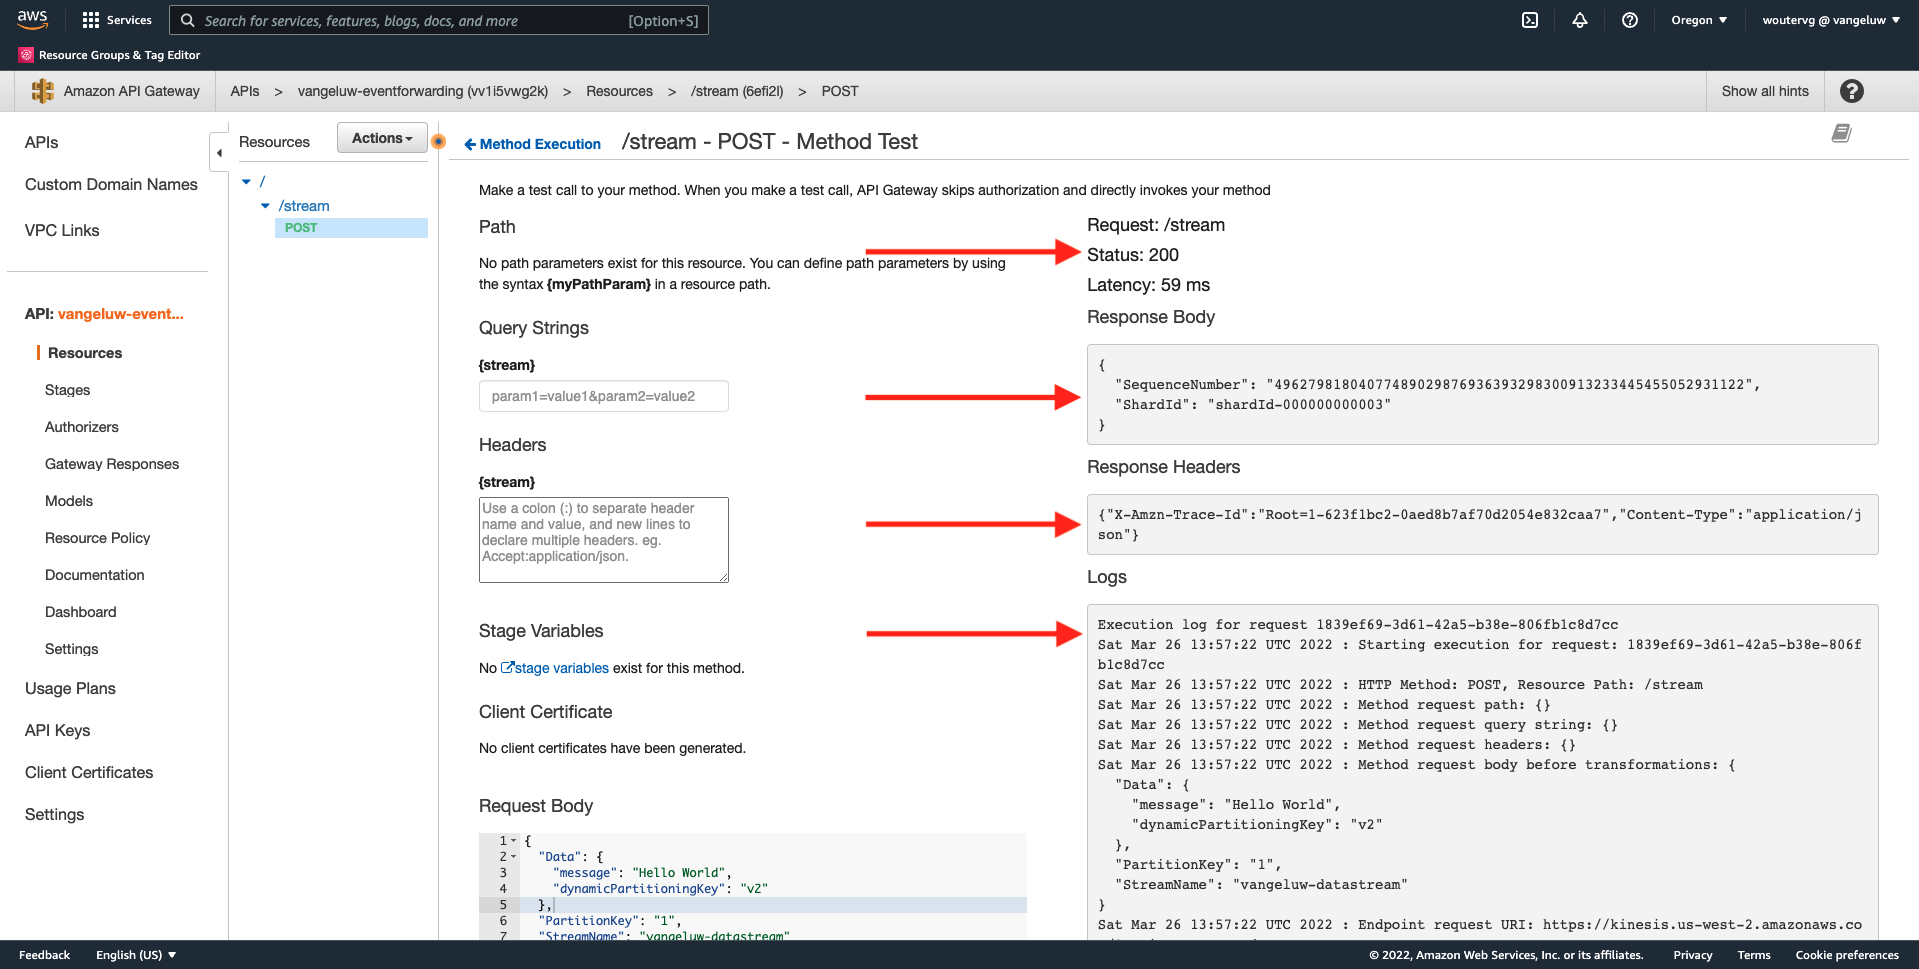 aws
Services
Search for services, features, blogs, docs, and more
[Option+S]
Oregon ▼
woutervg @ vangeluw ▼
Resource Groups & Tag Editor
Amazon API Gateway
APIs > vangeluw-eventforwarding (vv1i5vwg2k) > Resources > /stream (6efi2l) > POST
Show all hints
APIs
Custom Domain Names
VPC Links
API: vangeluw-event...
Resources
Stages
Authorizers
Gateway Responses
Models
Resource Policy
Documentation
Dashboard
Settings
Usage Plans
API Keys
Client Certificates
Settings
Resources
Actions
/
/stream
POST
Method Execution
/stream - POST - Method Test
Make a test call to your method. When you make a test call, API Gateway skips authorization and directly invokes your method
Path
No path parameters exist for this resource. You can define path parameters by using
the syntax {myPathParam} in a resource path.
Query Strings
{stream}
param1=value1&param2=value2
Headers
{stream}
Use a colon (:) to separate header
name and value, and new lines to
declare multiple headers. eg.
Accept:application/json.
Stage Variables
No stage variables exist for this method.
Client Certificate
No client certificates have been generated.
Request Body
1 {
2 "Data": {
3 "message": "Hello World",
4 "dynamicPartitioningKey": "v2"
5 },
6 "PartitionKey": "1",
7 "StreamName": "vangeluw-datastream"
Request: /stream
Status: 200
Latency: 59 ms
Response Body
{
"SequenceNumber": "49627981804077489029876936393298300913233445455052931122",
"ShardId": "shardId-000000000003"
}
Response Headers
{"X-Amzn-Trace-Id":"Root=1-623f1bc2-0aed8b7af70d2054e832caa7","Content-Type":"application/j
son"}
Logs
Execution log for request 1839ef69-3d61-42a5-b38e-806fb1c8d7cc
Sat Mar 26 13:57:22 UTC 2022 : Starting execution for request: 1839ef69-3d61-42a5-b38e-806f
b1c8d7cc
Sat Mar 26 13:57:22 UTC 2022 : HTTP Method: POST, Resource Path: /stream
Sat Mar 26 13:57:22 UTC 2022 : Method request path: {}
Sat Mar 26 13:57:22 UTC 2022 : Method request query string: {}
Sat Mar 26 13:57:22 UTC 2022 : Method request headers: {}
Sat Mar 26 13:57:22 UTC 2022 : Method request body before transformations: {
"Data": {
"message": "Hello World",
"dynamicPartitioningKey": "v2"
},
"PartitionKey": "1",
"StreamName": "vangeluw-datastream"
}
Sat Mar 26 13:57:22 UTC 2022 : Endpoint request URI: https://kinesis.us-west-2.amazonaws.co
Feedback
English (US) ▼
© 2022, Amazon Web Services, Inc. or its affiliates.
Privacy
Terms
Cookie preferences